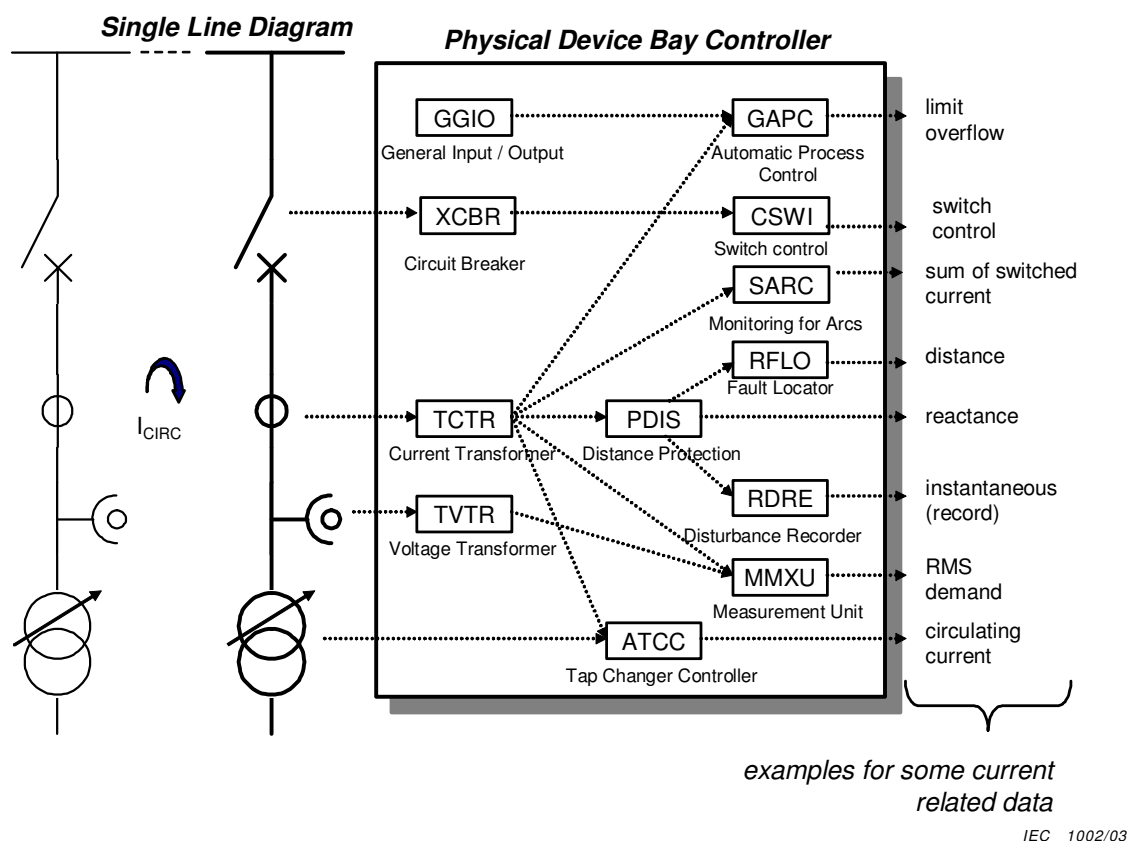 Single Line Diagram
Physical Device Bay Controller
GGIO
General Input / Output
GAPC
Automatic Process
Control
limit
overflow
XCBR
Circuit Breaker
CSWI
Switch control
switch
control
SARC
Monitoring for Arcs
sum of switched
current
RFLO
Fault Locator
distance
ICIRC
TCTR
Current Transformer
PDIS
Distance Protection
reactance
RDRE
Disturbance Recorder
instantaneous
(record)
TVTR
Voltage Transformer
MMXU
Measurement Unit
RMS
demand
ATCC
Tap Changer Controller
circulating
current
examples for some current
related data
IEC 1002/03